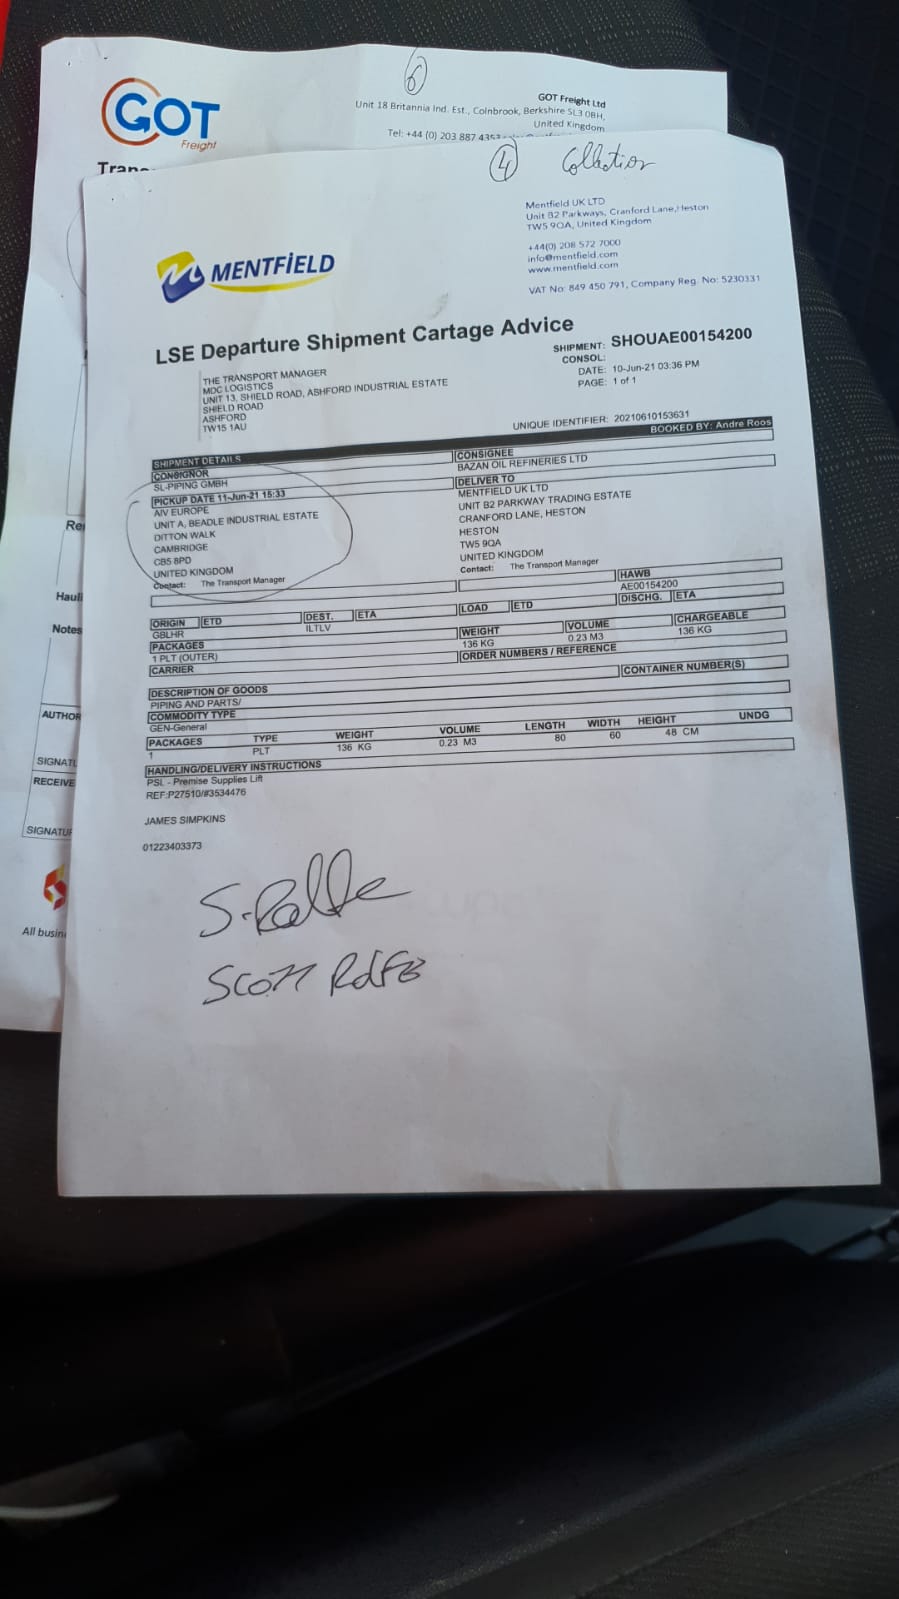 6
GOT
Freight
GOT Freight Ltd
Unit 18 Britannia Ind. Est., Colnbrook, Berkshire SL3 0BH,
United Kingdom
Tel: +44 (0) 203 887 4353
4 Collection
Mentfield UK LTD
Unit B2 Parkways, Cranford Lane,Heston
TW5 9QA, United Kingdom
+44(0) 208 572 7000
info@mentfield.com
www.mentfield.com
VAT No: 849 450 791, Company Reg. No: 5230331
MENTFIELD
LSE Departure Shipment Cartage Advice
SHIPMENT: SHOUAE00154200
CONSOL:
DATE: 10-Jun-21 03:36 PM
PAGE: 1 of 1
THE TRANSPORT MANAGER
MDC LOGISTICS
UNIT 13, SHIELD ROAD, ASHFORD INDUSTRIAL ESTATE
SHIELD ROAD
ASHFORD
TW15 1AU
UNIQUE IDENTIFIER: 20210610153631
BOOKED BY: Andre Roos
SHIPMENT DETAILS
CONSIGNOR
SL-PIPING GMBH
PICKUP DATE 11-Jun-21 15:33
AIV EUROPE
UNIT A, BEADLE INDUSTRIAL ESTATE
DITTON WALK
CAMBRIDGE
CB5 8PD
UNITED KINGDOM
Contact: The Transport Manager
CONSIGNEE
BAZAN OIL REFINERIES LTD
DELIVER TO
MENTFIELD UK LTD
UNIT B2 PARKWAY TRADING ESTATE
CRANFORD LANE, HESTON
HESTON
TW5 9QA
UNITED KINGDOM
Contact: The Transport Manager
HAWB
AE00154200
ORIGIN ETD DEST. ETA LOAD ETD DISCHG. ETA
GBLHR ILTLV
PACKAGES WEIGHT VOLUME CHARGEABLE
1 PLT (OUTER) 136 KG 0.23 M3 136 KG
CARRIER ORDER NUMBERS / REFERENCE
CONTAINER NUMBER(S)
DESCRIPTION OF GOODS
PIPING AND PARTS/
COMMODITY TYPE
GEN-General
PACKAGES TYPE WEIGHT VOLUME LENGTH WIDTH HEIGHT UNDG
1 PLT 136 KG 0.23 M3 80 60 48 CM
HANDLING/DELIVERY INSTRUCTIONS
PSL - Premise Supplies Lift
REF:P27510/#3534476
JAMES SIMPKINS
01223403373
SCOTT
Notes
AUTHOR
RECEIVE
All busin